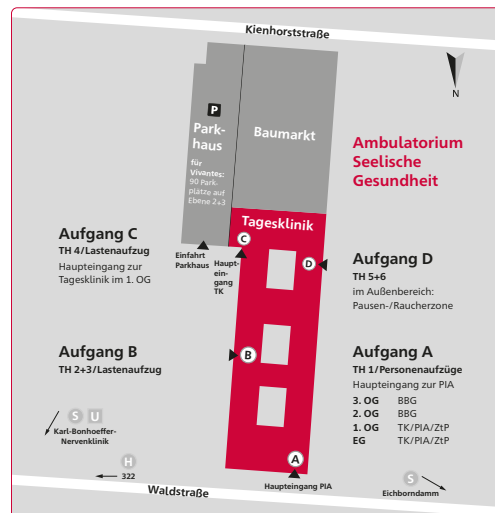 Kienhorststraße
N
P
Park-
haus
für
Vivantes:
90 Park-
plätze auf
Ebene 2+3
Baumarkt
Ambulatorium
Seelische
Gesundheit
Tagesklinik
Aufgang C
TH 4/Lastenaufzug
Haupteingang zur
Tagesklinik im 1. OG
Einfahrt
Parkhaus
C
Haupt-
ein-
gang
TK
D
Aufgang D
TH 5+6
im Außenbereich:
Pausen-/Raucherzone
Aufgang B
TH 2+3/Lastenaufzug
B
Aufgang A
TH 1/Personenaufzüge
Haupteingang zur PIA
3. OG BBG
2. OG BBG
1. OG TK/PIA/ZtP
EG TK/PIA/ZtP
S U
Karl-Bonhoeffer-
Nervenklinik
H
322
A
Haupteingang PIA
S
Eichborndamm
Waldstraße